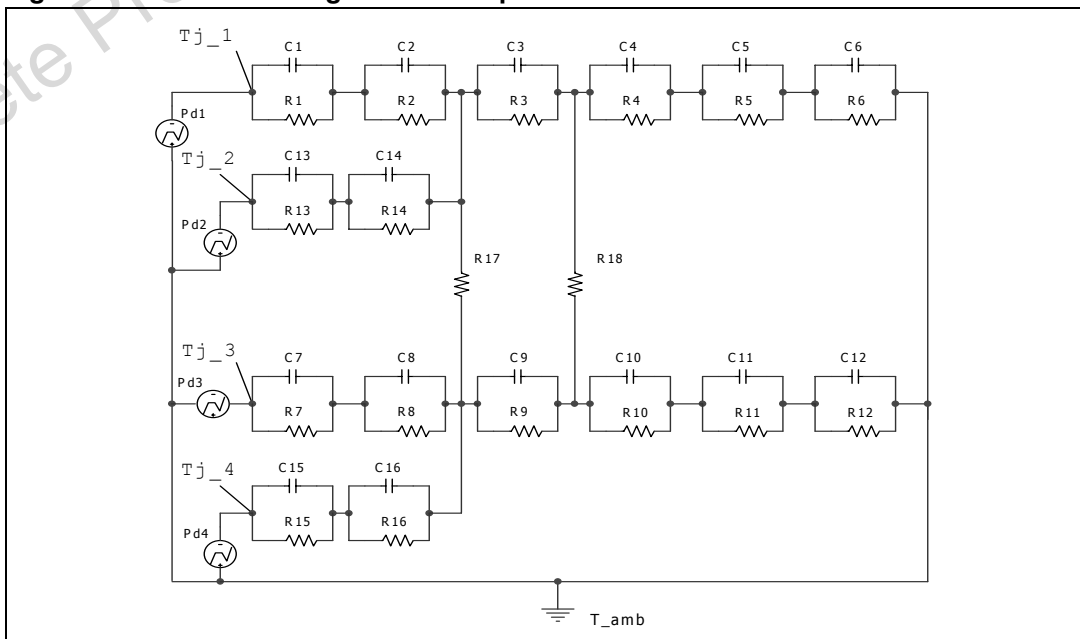 Tj_1
C1 C2 C3 C4 C5 C6
R1 R2 R3 R4 R5 R6
Pd1
Tj_2
C13 C14
R13 R14
Pd2
R17 R18
Tj_3
C7 C8 C9 C10 C11 C12
Pd3
R7 R8 R9 R10 R11 R12
Tj_4
C15 C16
R15 R16
Pd4
T_amb